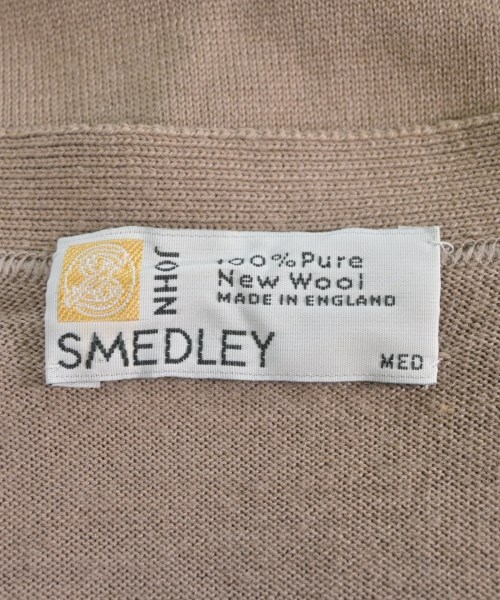 JOHN
SMEDLEY
100% Pure
New Wool
MADE IN ENGLAND
MED